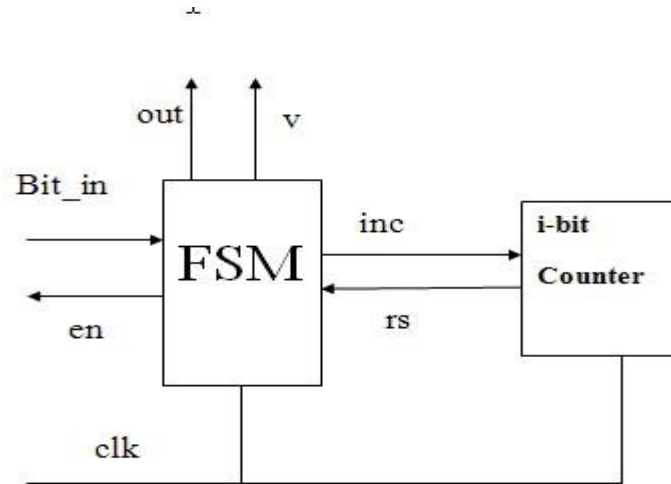 out
v
Bit_in
FSM
inc
i-bit
Counter
en
rs
clk